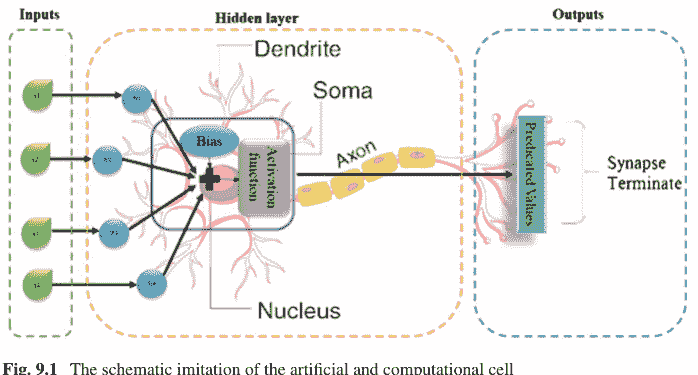 Inputs
Hidden layer
Outputs
Dendrite
Soma
Bias
Activation
function
Axon
Predicated Values
Synapse
Terminate
Nucleus
Fig. 9.1 The schematic imitation of the artificial and computational cell